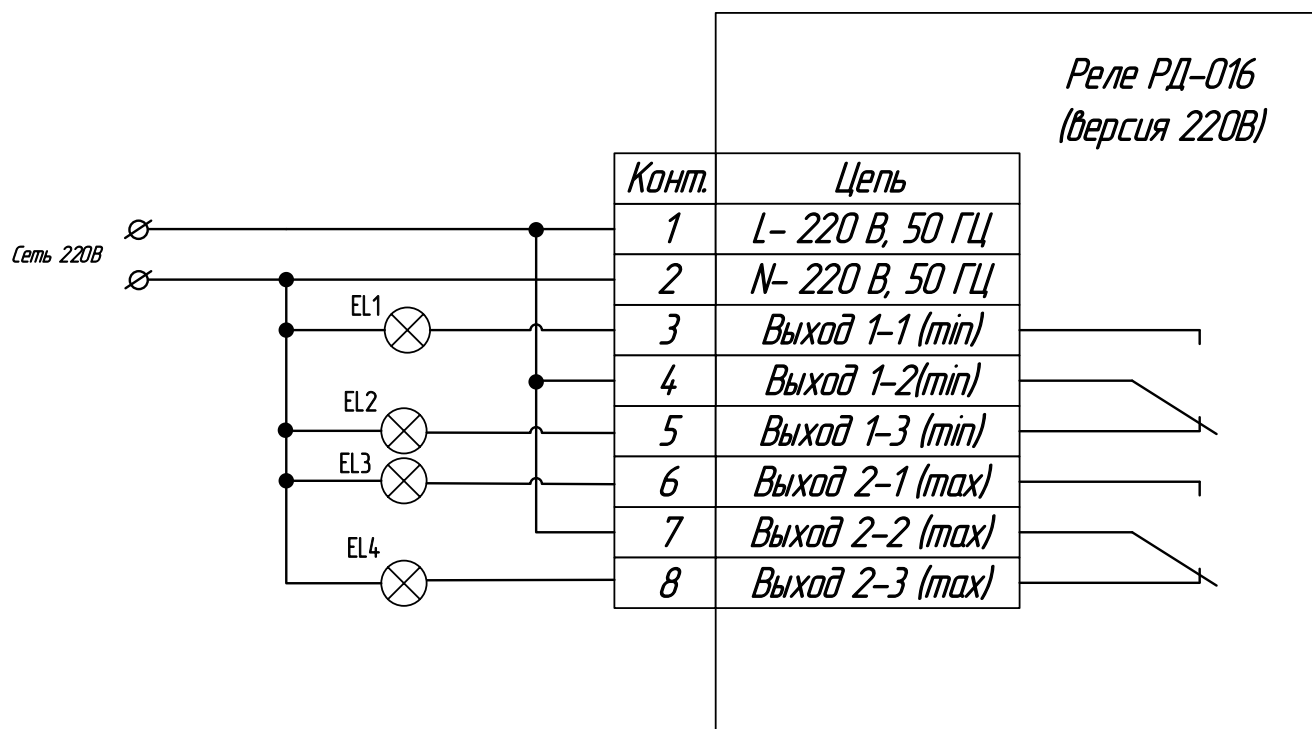 Реле РД-016
(версия 220В)
Конт. Цепь
1 L- 220 В, 50 ГЦ
Сеть 220В
2 N- 220 В, 50 ГЦ
EL1
3 Выход 1-1 (min)
4 Выход 1-2(min)
EL2
5 Выход 1-3 (min)
EL3
6 Выход 2-1 (max)
7 Выход 2-2 (max)
EL4
8 Выход 2-3 (max)